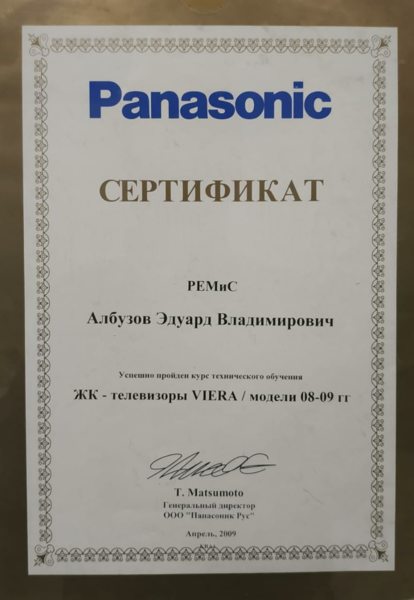 Panasonic
СЕРТИФИКАТ
РЕМиС
Албузов Эдуард Владимирович
Успешно пройден курс технического обучения
ЖК - телевизоры VIERA / модели 08-09 гг
T. Matsumoto
Генеральный директор
ООО "Панасоник Рус"
Апрель, 2009